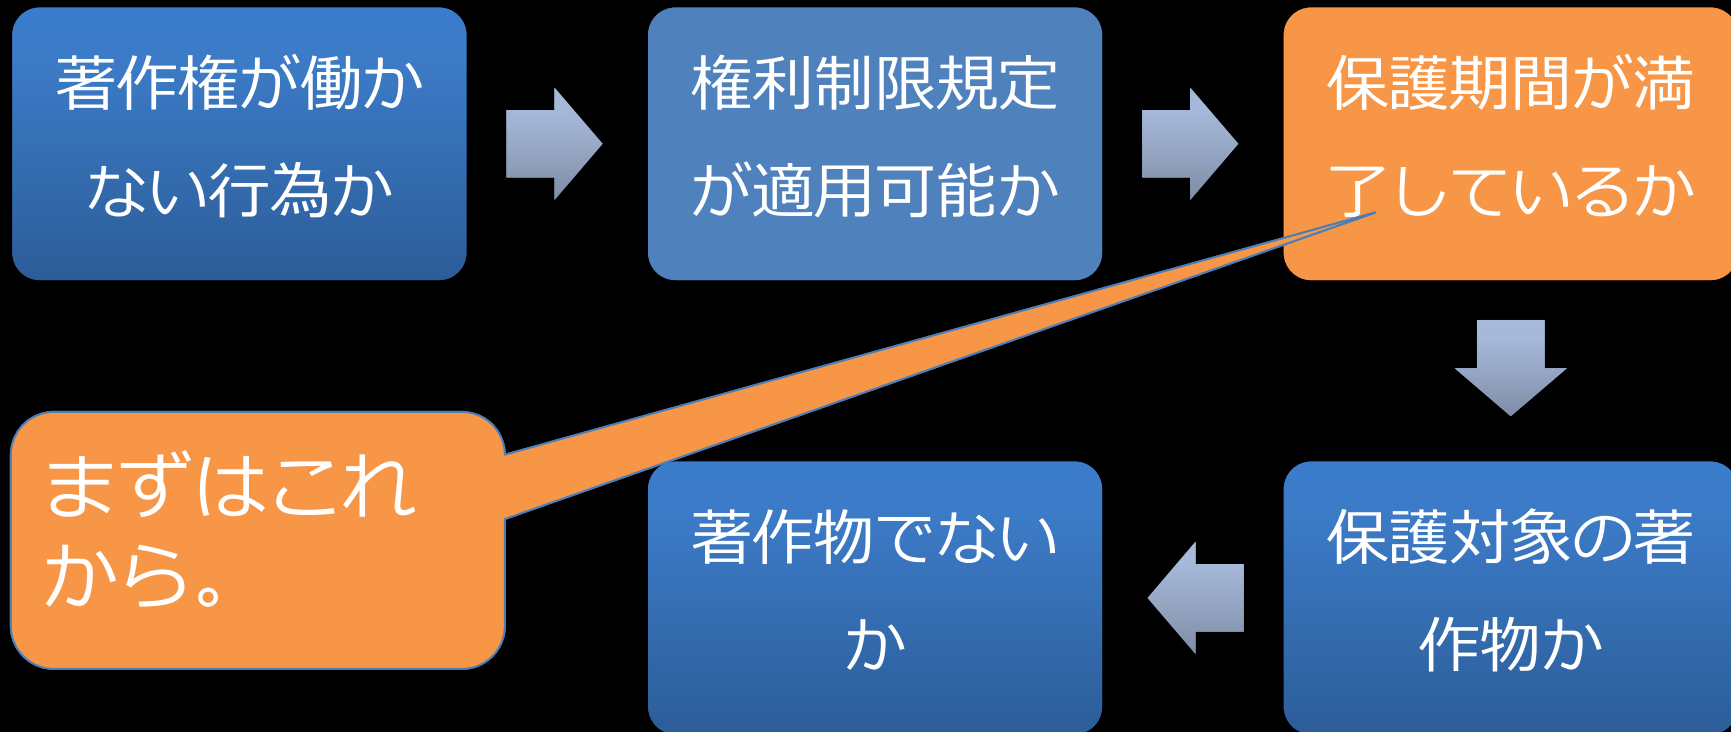 著作権が働か
ない行為か
権利制限規定
が適用可能か
保護期間が満
了しているか
保護対象の著
作物か
著作物でない
か
まずはこれ
から。